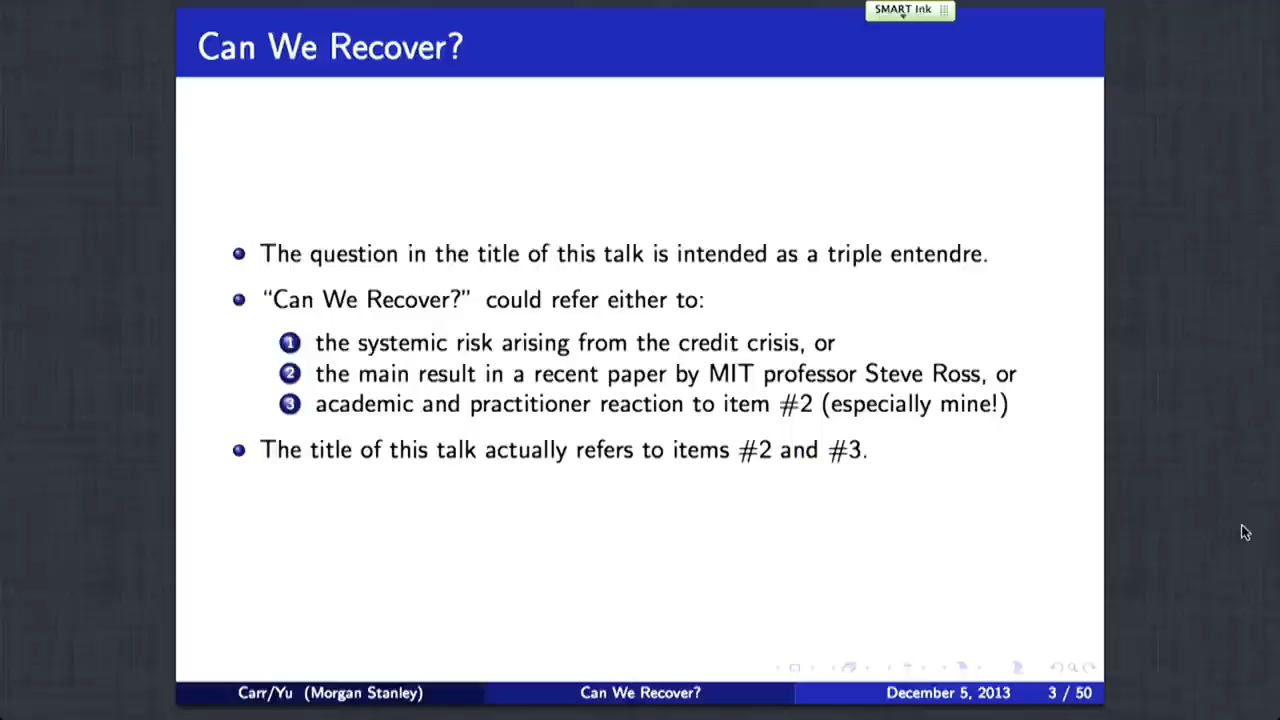 SMART Ink
Can We Recover?
The question in the title of this talk is intended as a triple entendre.
“Can We Recover?” could refer either to:
1 the systemic risk arising from the credit crisis, or
2 the main result in a recent paper by MIT professor Steve Ross, or
3 academic and practitioner reaction to item #2 (especially mine!)
The title of this talk actually refers to items #2 and #3.
Carr/Yu (Morgan Stanley) Can We Recover? December 5, 2013 3 / 50